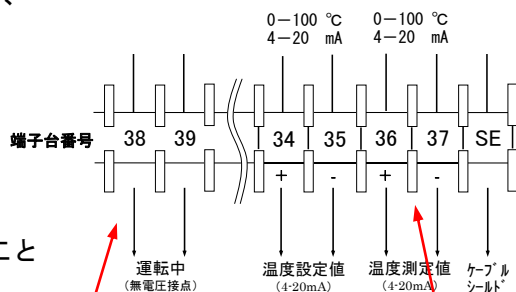 0－100 ℃ 0－100 ℃
4－20 mA 4－20 mA
端子台番号 38 39 34 35 36 37 SE
+ - + -
こと
運転中 温度設定値 温度測定値 ケーブル
(無電圧接点) (4-20mA) (4-20mA) シールド